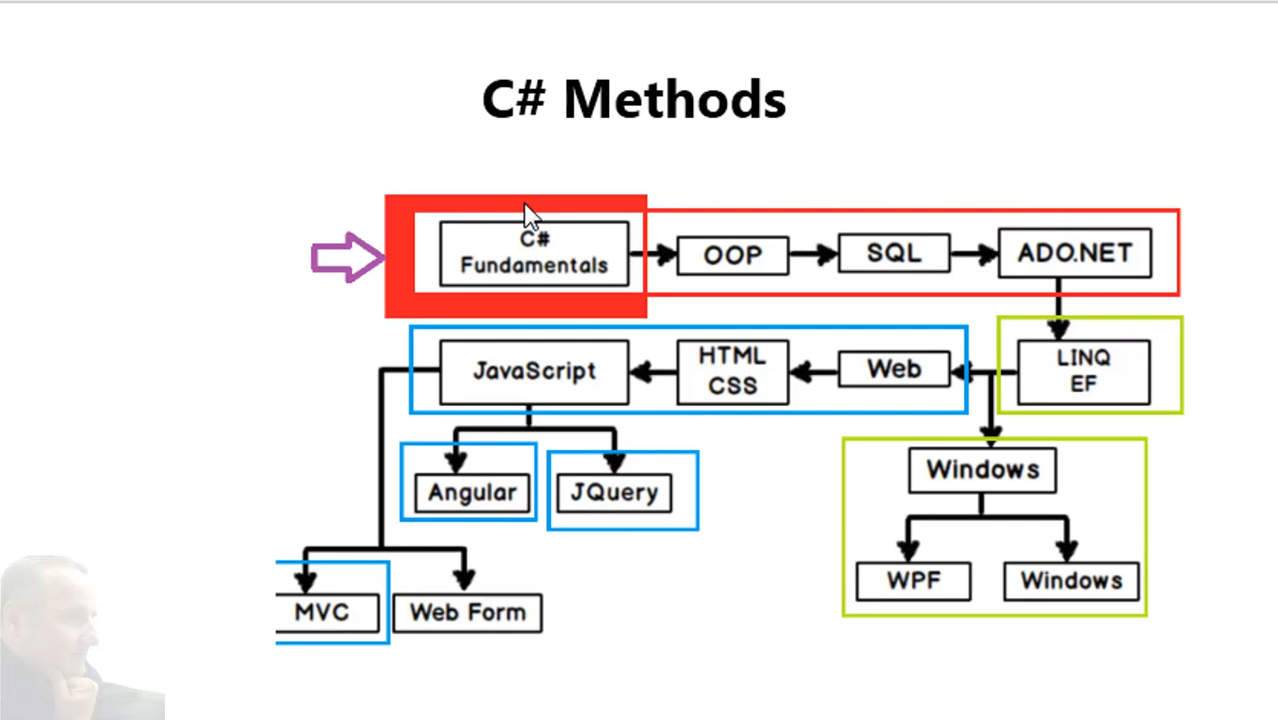 C# Methods
C#
Fundamentals
OOP
SQL
ADO.NET
JavaScript
HTML
CSS
Web
LINQ
EF
Angular
JQuery
Windows
WPF
Windows
MVC
Web Form